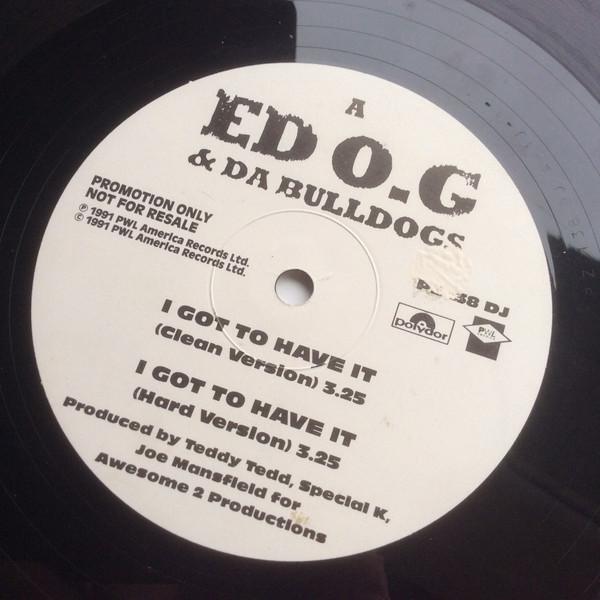 A
ED O.G
& DA BULLDOGS
PROMOTION ONLY
NOT FOR RESALE
℗ 1991 PWL America Records Ltd.
© 1991 PWL America Records Ltd.
38 DJ
polydor
PWL
I GOT TO HAVE IT
(Clean Version) 3.25
I GOT TO HAVE IT
(Hard Version) 3.25
Produced by Teddy Tedd, Special K,
Joe Mansfield for
Awesome 2 Productions